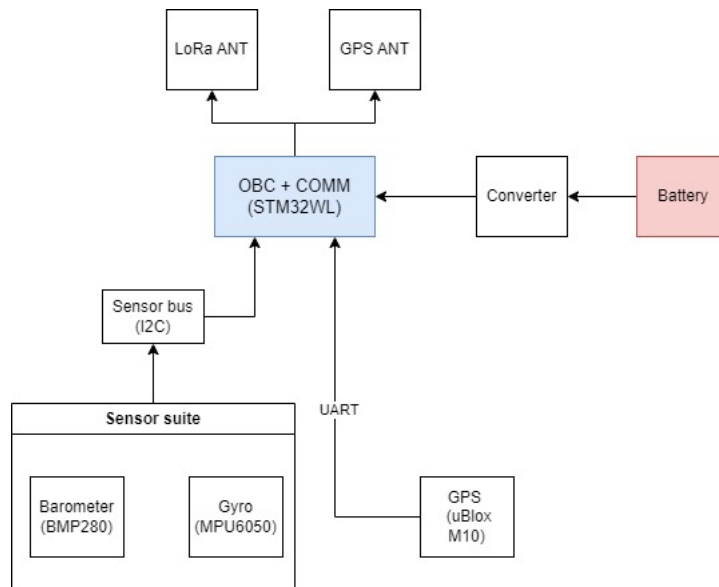 LoRa ANT
GPS ANT
OBC + COMM
(STM32WL)
Converter
Battery
Sensor bus
(I2C)
Sensor suite
UART
Barometer
(BMP280)
Gyro
(MPU6050)
GPS
(uBlox
M10)